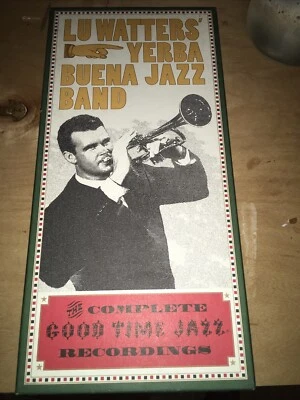 LU WATTERS'
YERBA
BUENA JAZZ
BAND
THE COMPLETE
GOOD TIME JAZZ
RECORDINGS